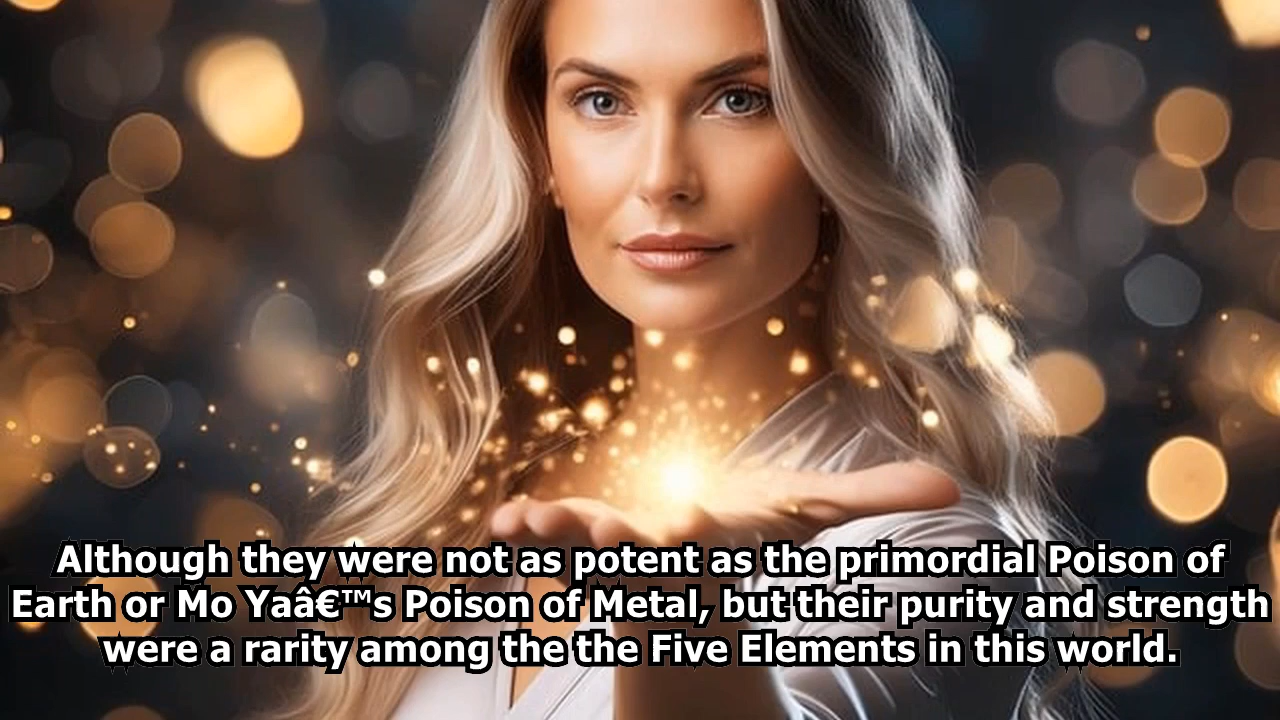 Although they were not as potent as the primordial Poison of
Earth or Mo Yaâ€™s Poison of Metal, but their purity and strength
were a rarity among the the Five Elements in this world.